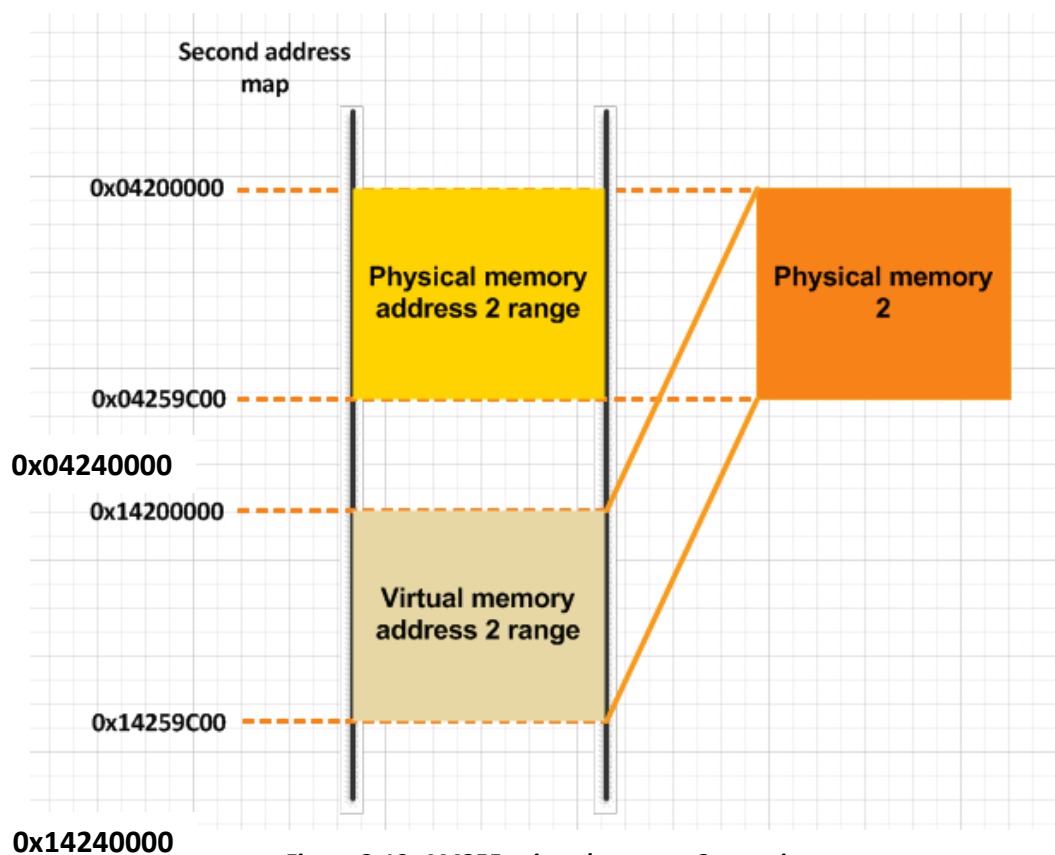 Second address
map
0x04200000
Physical memory
address 2 range
Physical memory
2
0x04259C00
0x04240000
0x14200000
Virtual memory
address 2 range
0x14259C00
0x14240000